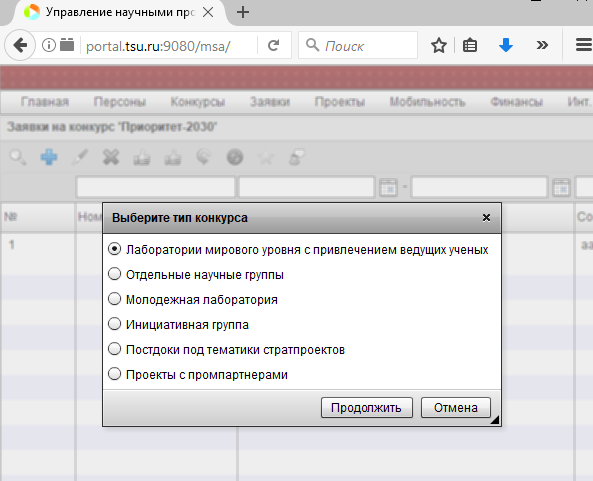 Управление научными про
portal.tsu.ru:9080/msa/
Поиск
Главная Персоны Конкурсы Заявки Проекты Мобильность Финансы Инт.
Заявки на конкурс 'Приоритет-2030'
-
№ Ном Со
1 аа
Выберите тип конкурса
Лаборатории мирового уровня с привлечением ведущих ученых
Отдельные научные группы
Молодежная лаборатория
Инициативная группа
Постдоки под тематики стратпроектов
Проекты с промпартнерами
Продолжить Отмена